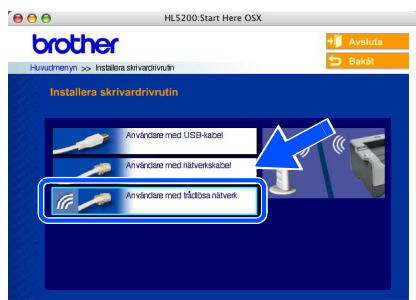 HL5200:Start Here OSX
brother
Avsluta
Bakåt
Huvudmenyn >> Installera skrivardrivrutin
Installera skrivardrivrutin
Användare med USB-kabel
Användare med nätverkskabel
Användare med trådlösa nätverk